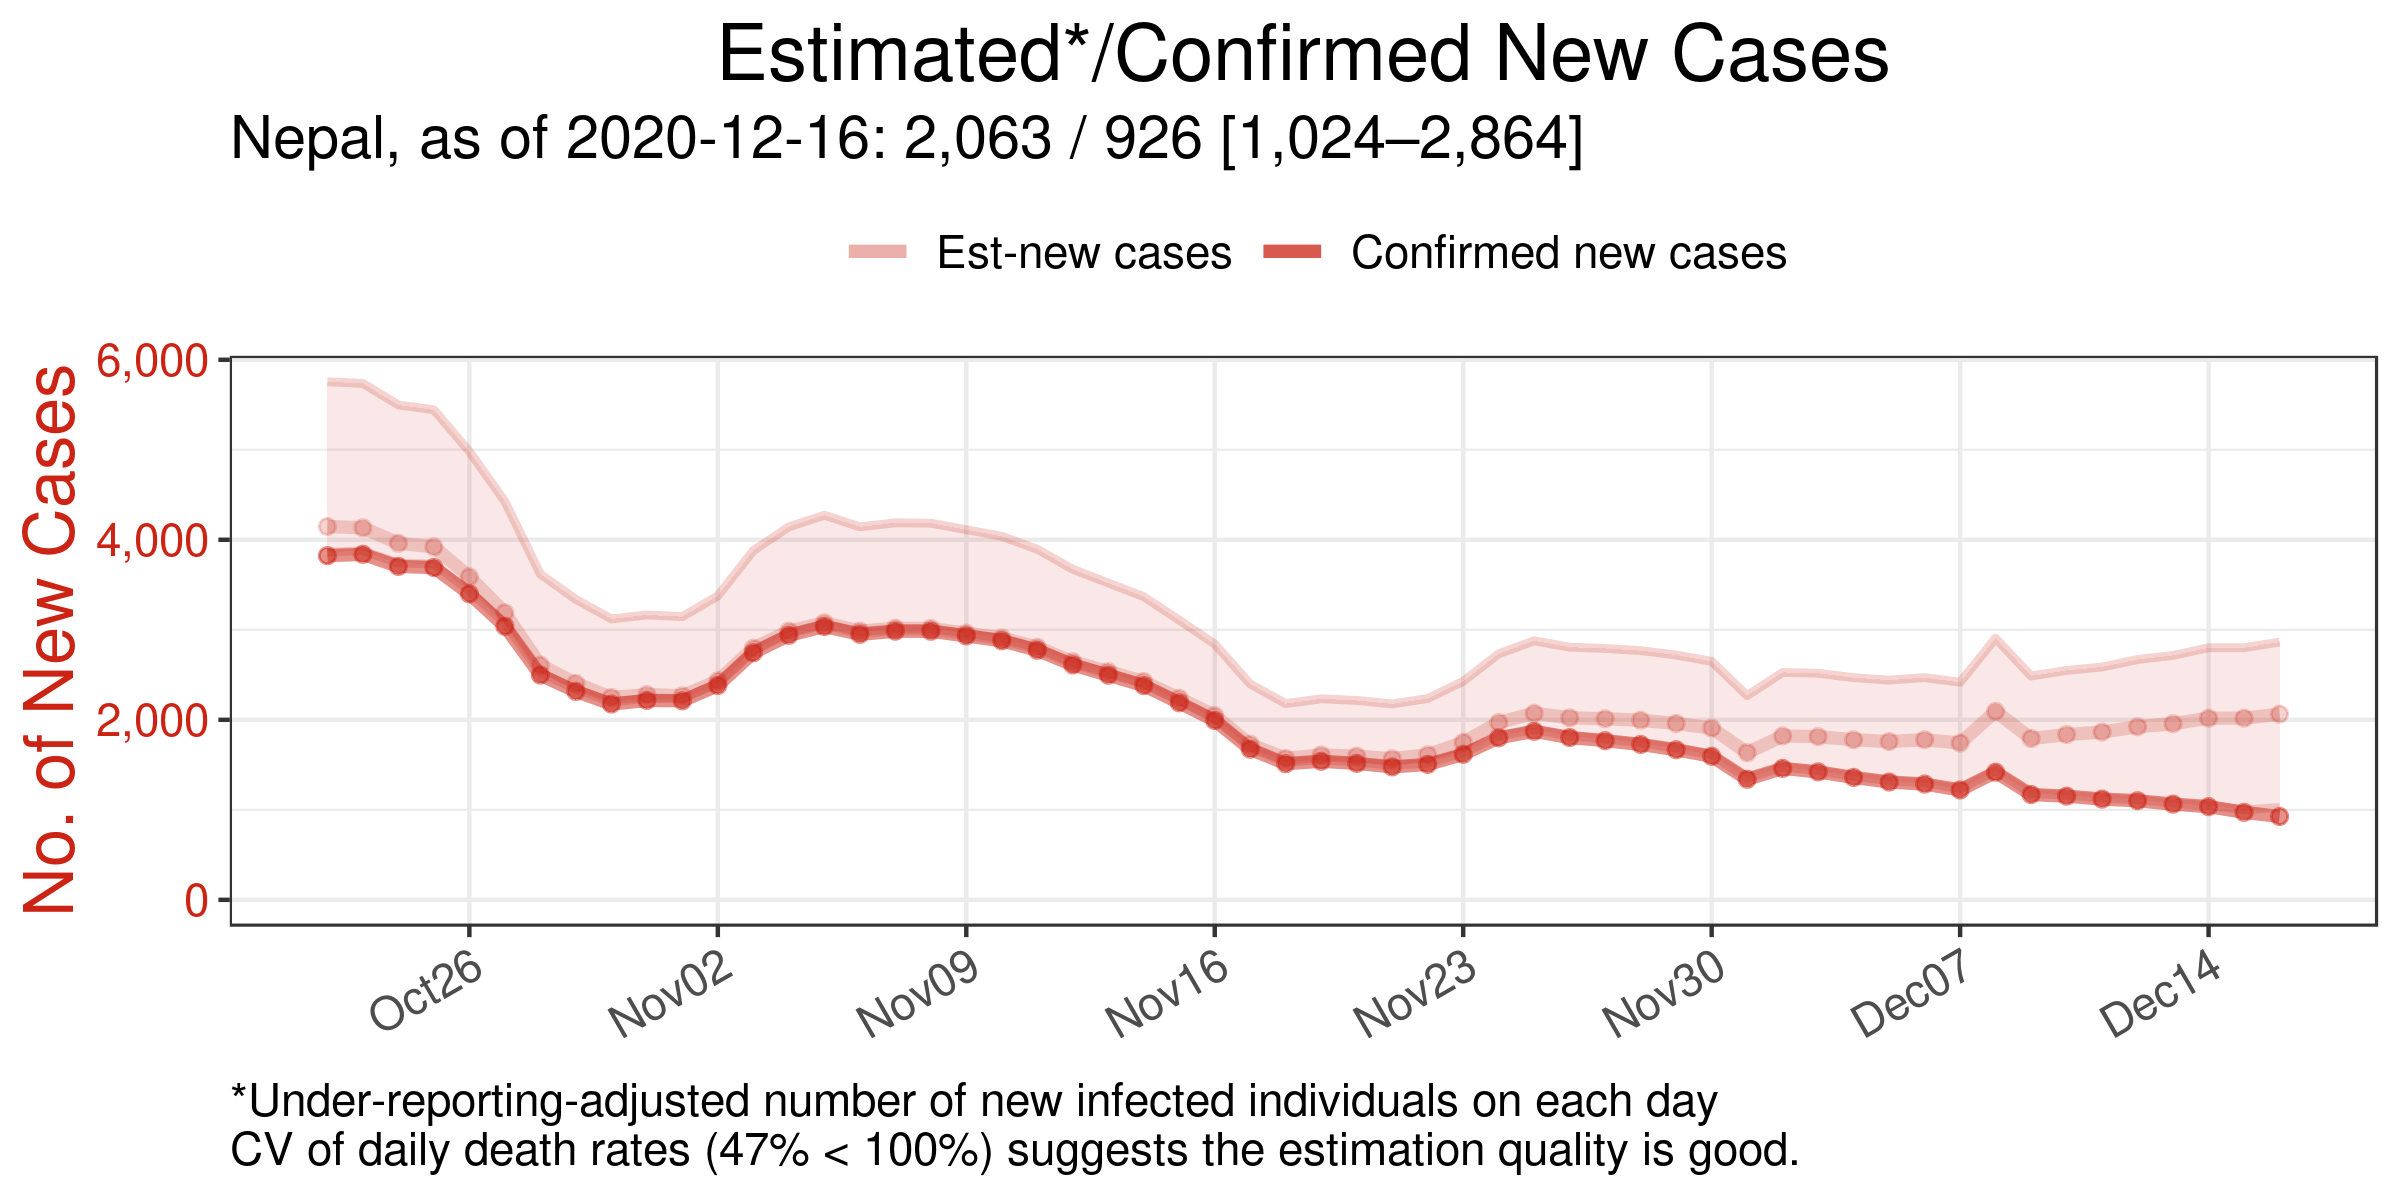 Estimated*/Confirmed New Cases
Nepal, as of 2020-12-16: 2,063 / 926 [1,024–2,864]
Est-new cases Confirmed new cases
No. of New Cases
6,000
4,000
2,000
0
Oct26 Nov02 Nov09 Nov16 Nov23 Nov30 Dec07 Dec14
*Under-reporting-adjusted number of new infected individuals on each day
CV of daily death rates (47% < 100%) suggests the estimation quality is good.